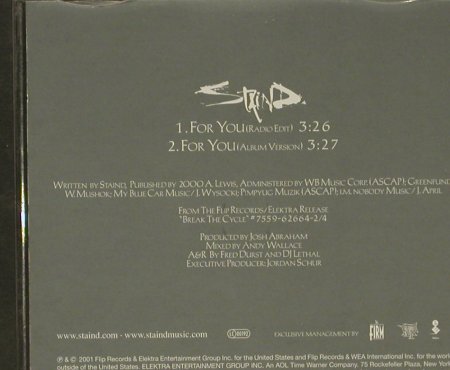 STAIND
1. FOR YOU (RADIO EDIT) 3:26
2. FOR YOU (ALBUM VERSION) 3:27
WRITTEN BY STAIND, PUBLISHED BY 2000 A. LEWIS, ADMINISTERED BY WB MUSIC CORP. (ASCAP); GREENFUND
W. MUSHOK: MY BLUE CAR MUSIC / J. WYSOCKI: PIMPYUG MUZIK (ASCAP); I.M. NOBODY MUSIC / J. APRIL
FROM THE FLIP RECORDS/ELEKTRA RELEASE
"BREAK THE CYCLE" #7559-62664-2/4
PRODUCED BY JOSH ABRAHAM
MIXED BY ANDY WALLACE
A&R BY FRED DURST AND DJ LETHAL
EXECUTIVE PRODUCER: JORDAN SCHUR
www.staind.com - www.staindmusic.com
LC 00192
EXCLUSIVE MANAGEMENT BY
THE FIRM
℗ & © 2001 Flip Records & Elektra Entertainment Group Inc. for the United States and Flip Records & WEA International Inc. for the world
outside of the United States. ELEKTRA ENTERTAINMENT GROUP INC, An AOL Time Warner Company. 75 Rockefeller Plaza, New York